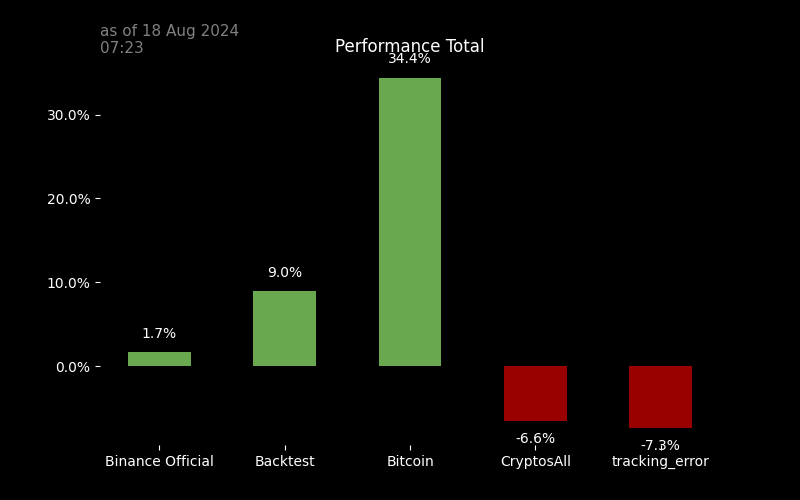 as of 18 Aug 2024
07:23
Performance Total
34.4%
30.0%
20.0%
10.0%
9.0%
1.7%
0.0%
-6.6%
-7.3%
Binance Official
Backtest
Bitcoin
CryptosAll
tracking_error